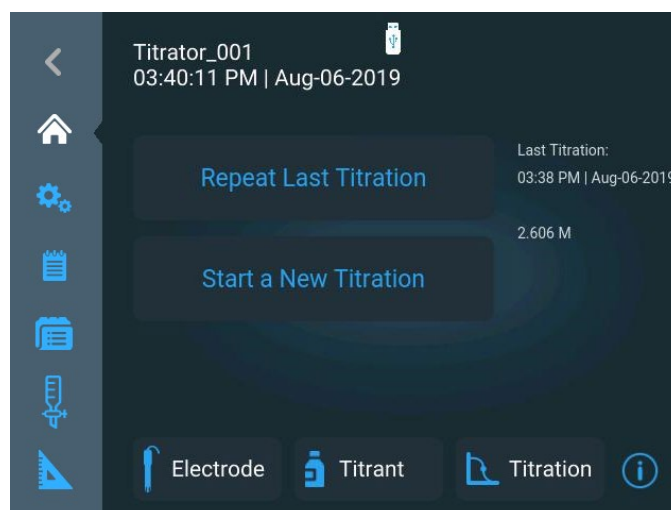 Titrator_001
03:40:11 PM | Aug-06-2019
Repeat Last Titration
Last Titration:
03:38 PM | Aug-06-2019
2.606 M
Start a New Titration
Electrode
Titrant
Titration